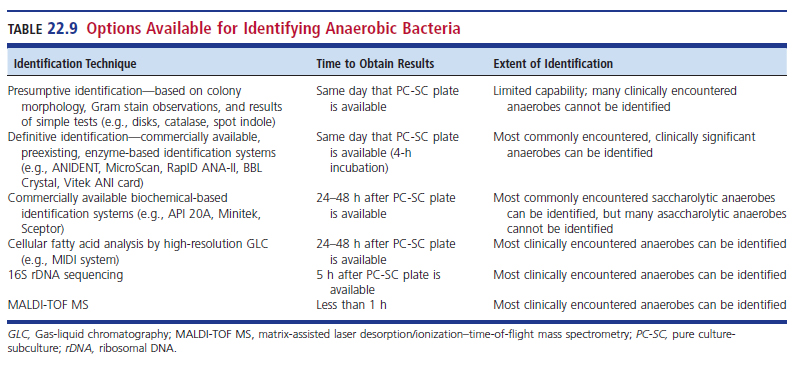 TABLE 22.9 Options Available for Identifying Anaerobic Bacteria
Identification Technique Time to Obtain Results Extent of Identification
Presumptive identification—based on colony Same day that PC-SC plate Limited capability; many clinically encountered
morphology, Gram stain observations, and results is available anaerobes cannot be identified
of simple tests (e.g., disks, catalase, spot indole)
Definitive identification—commercially available, Same day that PC-SC plate Most commonly encountered, clinically significant
preexisting, enzyme-based identification systems is available (4-h anaerobes can be identified
(e.g., ANIDENT, MicroScan, RapID ANA-II, BBL incubation)
Crystal, Vitek ANI card)
Commercially available biochemical-based 24–48 h after PC-SC plate Most commonly encountered saccharolytic anaerobes
identification systems (e.g., API 20A, Minitek, is available can be identified, but many asaccharolytic anaerobes
Sceptor) cannot be identified
Cellular fatty acid analysis by high-resolution GLC 24–48 h after PC-SC plate Most clinically encountered anaerobes can be identified
(e.g., MIDI system) is available
16S rDNA sequencing 5 h after PC-SC plate is Most clinically encountered anaerobes can be identified
available
MALDI-TOF MS Less than 1 h Most clinically encountered anaerobes can be identified
GLC, Gas-liquid chromatography; MALDI-TOF MS, matrix-assisted laser desorption/ionization–time-of-flight mass spectrometry; PC-SC, pure culture-
subculture; rDNA, ribosomal DNA.